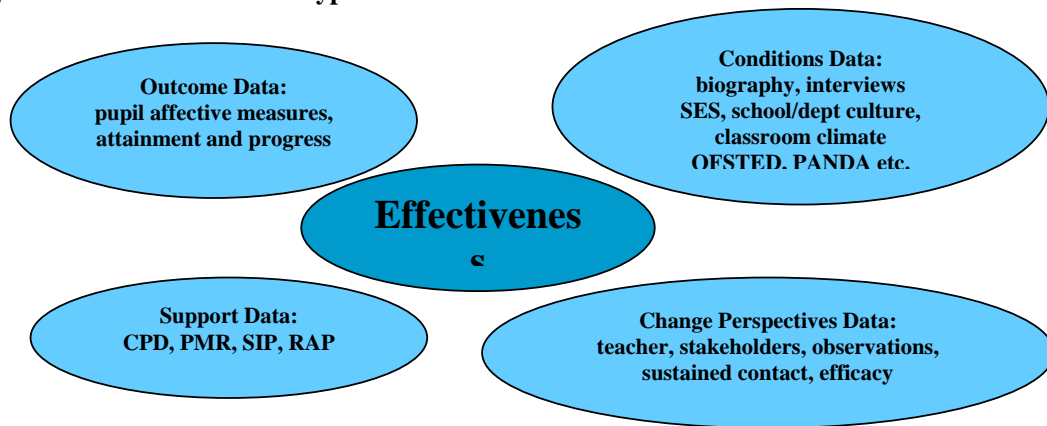 Outcome Data:
pupil affective measures,
attainment and progress
Conditions Data:
biography, interviews
SES, school/dept culture,
classroom climate
OFSTED, PANDA etc.
Effectivenes
s
Support Data:
CPD, PMR, SIP, RAP
Change Perspectives Data:
teacher, stakeholders, observations,
sustained contact, efficacy